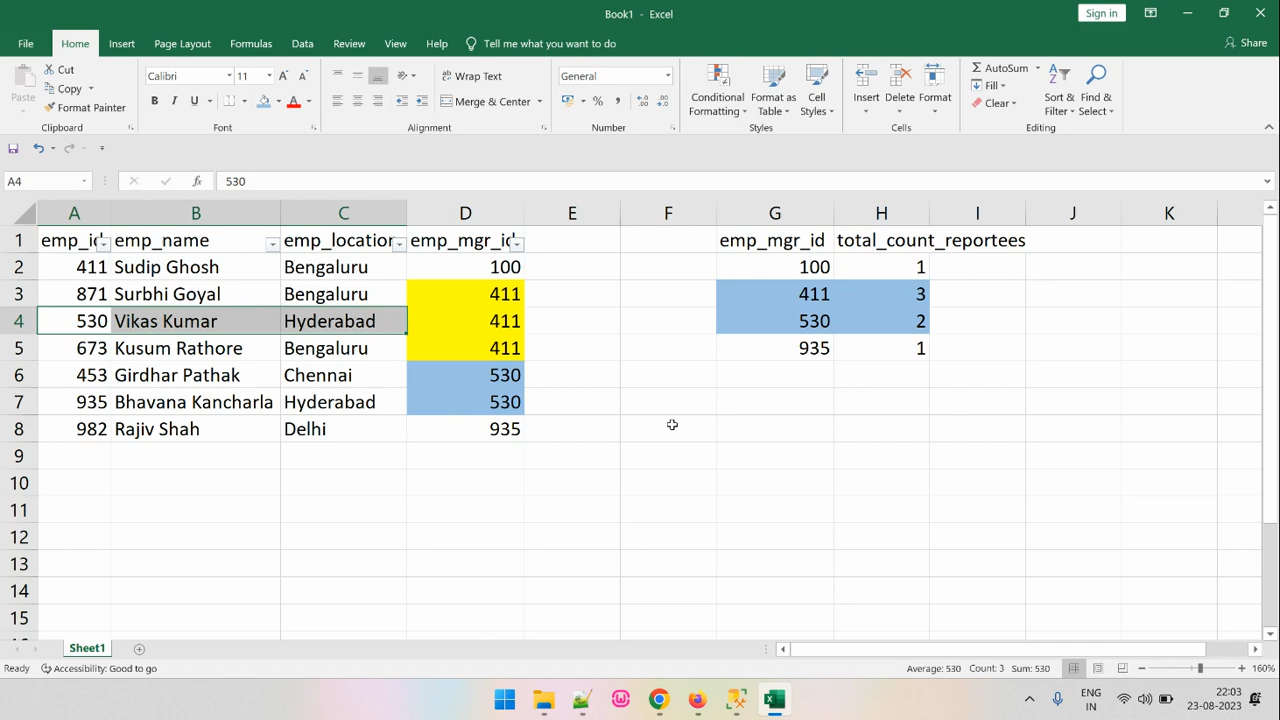 Book1 - Excel
Sign in
File Home Insert Page Layout Formulas Data Review View Help Tell me what you want to do Share
Paste
Cut
Copy
Format Painter
Clipboard
Calibri 11
B I U
Font
Wrap Text
Merge & Center
Alignment
General
Number
Conditional Formatting
Format as Table
Cell Styles
Styles
Insert Delete Format
Cells
AutoSum
Fill
Clear
Sort & Filter
Find & Select
Editing
A4 fx 530
A B C D E F G H I J K
1 emp_id emp_name emp_location emp_mgr_id emp_mgr_id total_count_reportees
2 411 Sudip Ghosh Bengaluru 100 100 1
3 871 Surbhi Goyal Bengaluru 411 411 3
4 530 Vikas Kumar Hyderabad 411 530 2
5 673 Kusum Rathore Bengaluru 411 935 1
6 453 Girdhar Pathak Chennai 530
7 935 Bhavana Kancharla Hyderabad 530
8 982 Rajiv Shah Delhi 935
9
10
11
12
13
14
15
Sheet1
Ready Accessibility: Good to go Average: 530 Count: 3 Sum: 530 160%
ENG
IN
22:03
23-08-2023